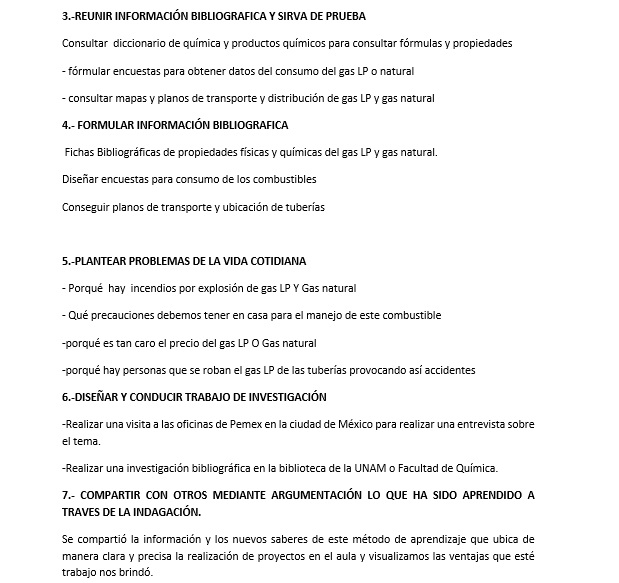 3.-REUNIR INFORMACIÓN BIBLIOGRAFICA Y SIRVA DE PRUEBA
Consultar diccionario de química y productos químicos para consultar fórmulas y propiedades
- fórmular encuestas para obtener datos del consumo del gas LP o natural
- consultar mapas y planos de transporte y distribución de gas LP y gas natural
4.- FORMULAR INFORMACIÓN BIBLIOGRAFICA
Fichas Bibliográficas de propiedades físicas y químicas del gas LP y gas natural.
Diseñar encuestas para consumo de los combustibles
Conseguir planos de transporte y ubicación de tuberías
5.-PLANTEAR PROBLEMAS DE LA VIDA COTIDIANA
- Porqué hay incendios por explosión de gas LP Y Gas natural
- Qué precauciones debemos tener en casa para el manejo de este combustible
-porqué es tan caro el precio del gas LP O Gas natural
-porqué hay personas que se roban el gas LP de las tuberías provocando así accidentes
6.-DISEÑAR Y CONDUCIR TRABAJO DE INVESTIGACIÓN
-Realizar una visita a las oficinas de Pemex en la ciudad de México para realizar una entrevista sobre
el tema.
-Realizar una investigación bibliográfica en la biblioteca de la UNAM o Facultad de Química.
7.- COMPARTIR CON OTROS MEDIANTE ARGUMENTACIÓN LO QUE HA SIDO APRENDIDO A
TRAVES DE LA INDAGACIÓN.
Se compartió la información y los nuevos saberes de este método de aprendizaje que ubica de
manera clara y precisa la realización de proyectos en el aula y visualizamos las ventajas que esté
trabajo nos brindó.